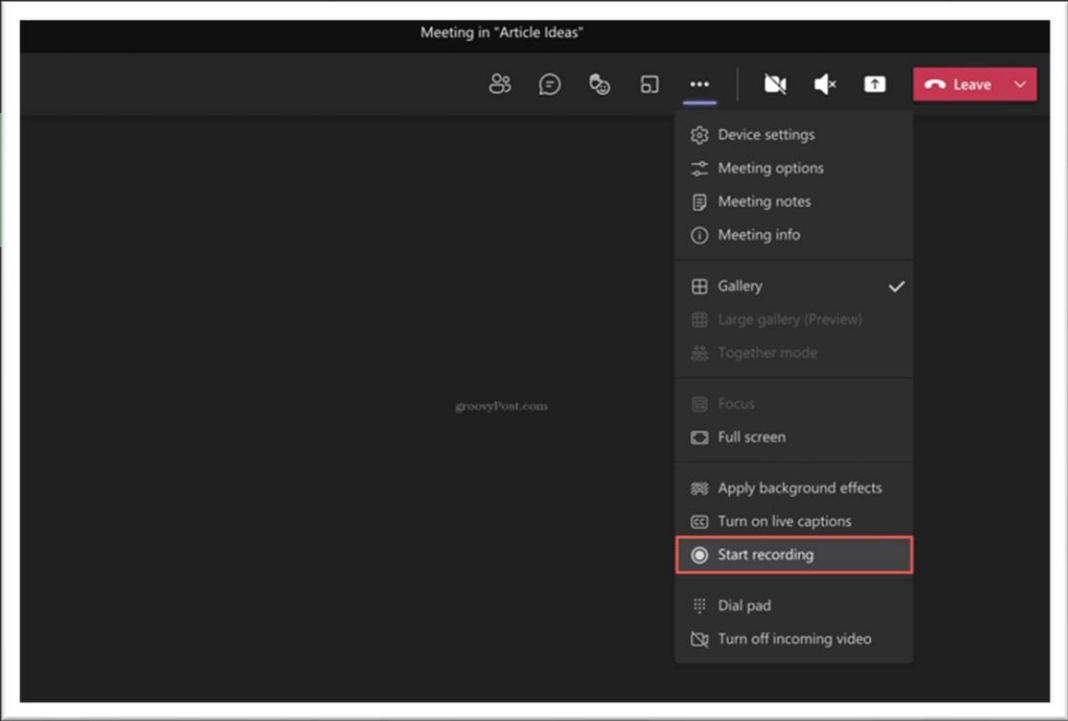 Meeting in "Article Ideas"
Leave
Device settings
Meeting options
Meeting notes
Meeting info
Gallery
Large gallery (Preview)
Together mode
Focus
groovyPost.com
Full screen
Apply background effects
CC Turn on live captions
Start recording
Dial pad
Turn off incoming video